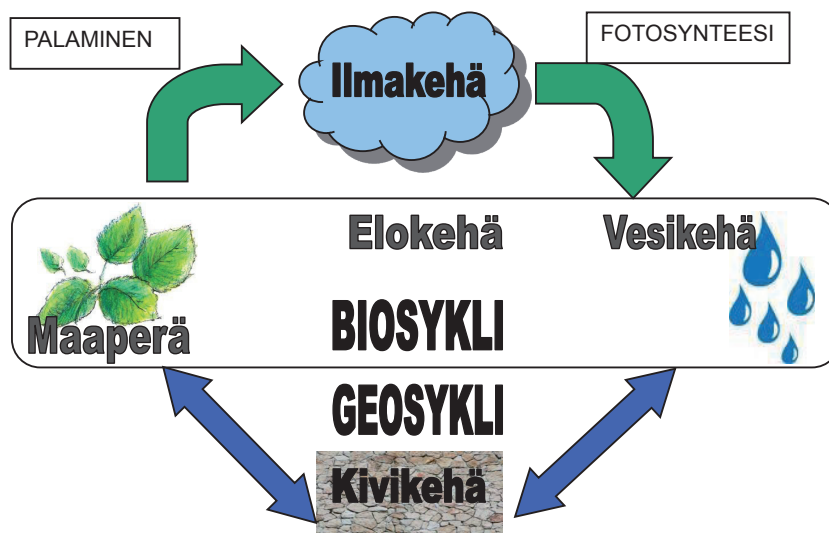 PALAMINEN
FOTOSYNTEESI
Ilmakehä
Elokehä
Vesikehä
Maaperä
BIOSYKLI
GEOSYKLI
Kivikehä